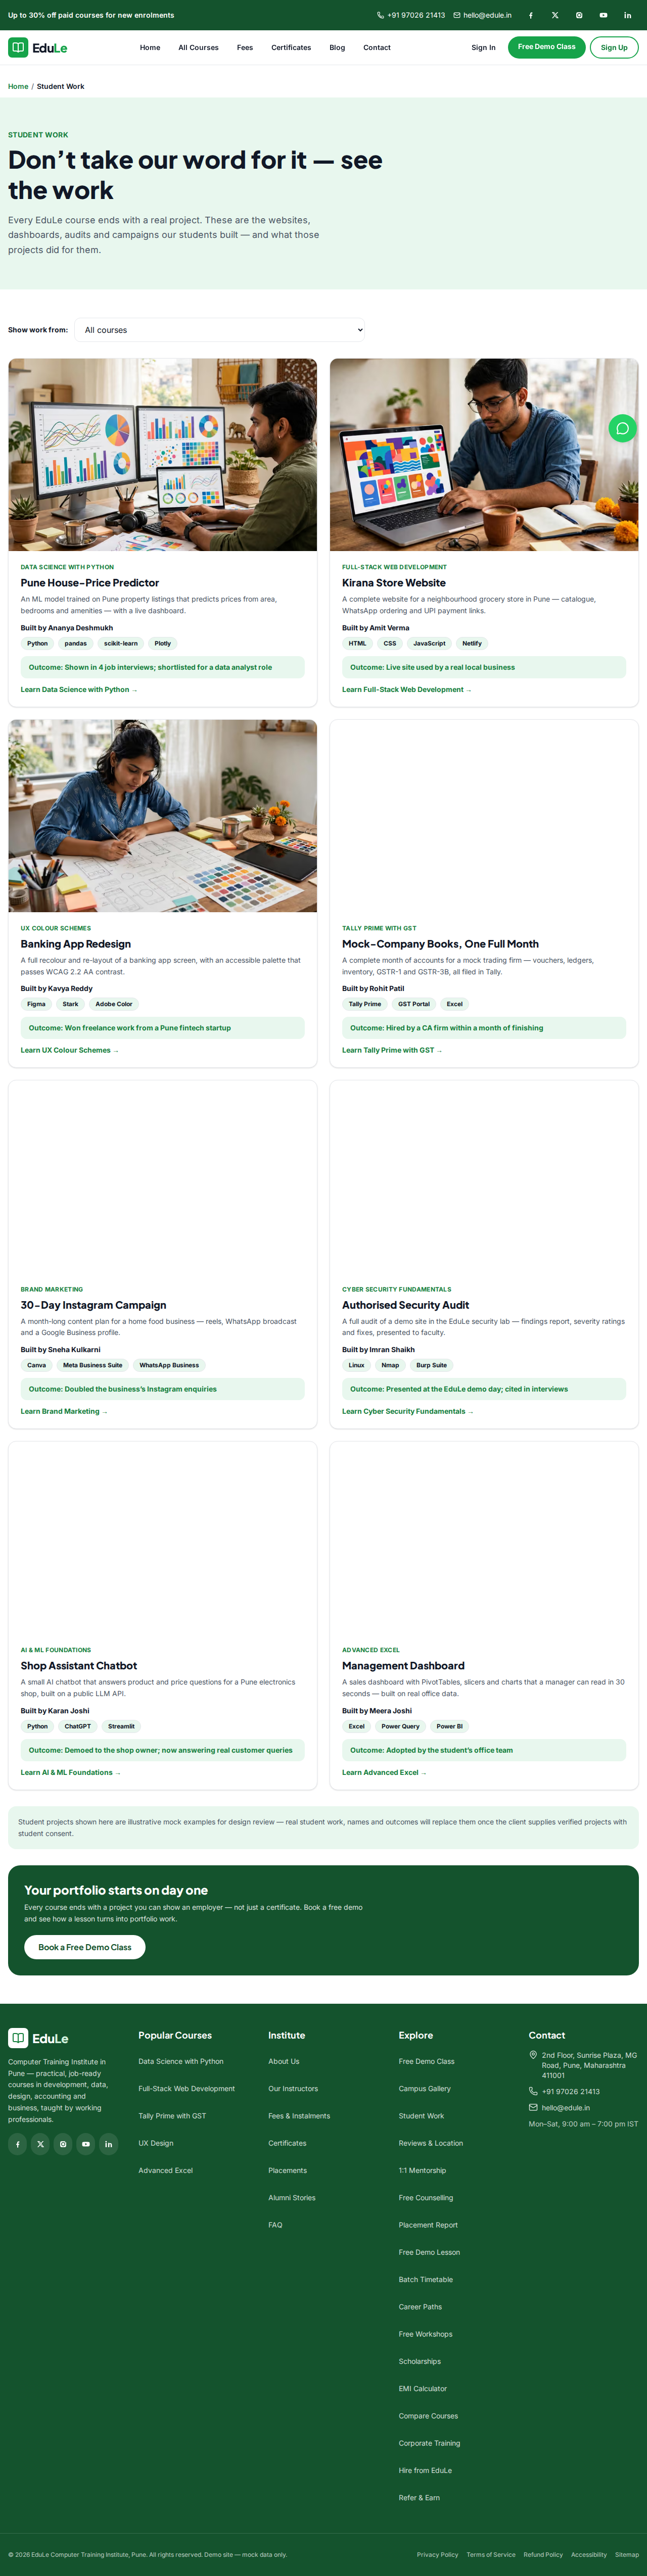 Up to 30% off paid courses for new enrolments
+91 97026 21413
hello@edule.in
EduLe
Home
All Courses
Fees
Certificates
Blog
Contact
Sign In
Free Demo Class
Sign Up
Home / Student Work
STUDENT WORK
Don’t take our word for it — see
the work
Every EduLe course ends with a real project. These are the websites,
dashboards, audits and campaigns our students built — and what those
projects did for them.
Show work from:
All courses
DATA SCIENCE WITH PYTHON
Pune House-Price Predictor
An ML model trained on Pune property listings that predicts prices from area,
bedrooms and amenities — with a live dashboard.
Built by Ananya Deshmukh
Python
pandas
scikit-learn
Plotly
Outcome: Shown in 4 job interviews; shortlisted for a data analyst role
Learn Data Science with Python →
FULL-STACK WEB DEVELOPMENT
Kirana Store Website
A complete website for a neighbourhood grocery store in Pune — catalogue,
WhatsApp ordering and UPI payment links.
Built by Amit Verma
HTML
CSS
JavaScript
Netlify
Outcome: Live site used by a real local business
Learn Full-Stack Web Development →
UX COLOUR SCHEMES
Banking App Redesign
A full recolour and re-layout of a banking app screen, with an accessible palette that
passes WCAG 2.2 AA contrast.
Built by Kavya Reddy
Figma
Stark
Adobe Color
Outcome: Won freelance work from a Pune fintech startup
Learn UX Colour Schemes →
TALLY PRIME WITH GST
Mock-Company Books, One Full Month
A complete month of accounts for a mock trading firm — vouchers, ledgers,
inventory, GSTR-1 and GSTR-3B, all filed in Tally.
Built by Rohit Patil
Tally Prime
GST Portal
Excel
Outcome: Hired by a CA firm within a month of finishing
Learn Tally Prime with GST →
BRAND MARKETING
30-Day Instagram Campaign
A month-long content plan for a home food business — reels, WhatsApp broadcast
and a Google Business profile.
Built by Sneha Kulkarni
Canva
Meta Business Suite
WhatsApp Business
Outcome: Doubled the business’s Instagram enquiries
Learn Brand Marketing →
CYBER SECURITY FUNDAMENTALS
Authorised Security Audit
A full audit of a demo site in the EduLe security lab — findings report, severity ratings
and fixes, presented to faculty.
Built by Imran Shaikh
Linux
Nmap
Burp Suite
Outcome: Presented at the EduLe demo day; cited in interviews
Learn Cyber Security Fundamentals →
AI & ML FOUNDATIONS
Shop Assistant Chatbot
A small AI chatbot that answers product and price questions for a Pune electronics
shop, built on a public LLM API.
Built by Karan Joshi
Python
ChatGPT
Streamlit
Outcome: Demoed to the shop owner; now answering real customer queries
Learn AI & ML Foundations →
ADVANCED EXCEL
Management Dashboard
A sales dashboard with PivotTables, slicers and charts that a manager can read in 30
seconds — built on real office data.
Built by Meera Joshi
Excel
Power Query
Power BI
Outcome: Adopted by the student’s office team
Learn Advanced Excel →
Student projects shown here are illustrative mock examples for design review — real student work, names and outcomes will replace them once the client supplies verified projects with
student consent.
Your portfolio starts on day one
Every course ends with a project you can show an employer — not just a certificate. Book a free demo
and see how a lesson turns into portfolio work.
Book a Free Demo Class
EduLe
Computer Training Institute in
Pune — practical, job-ready
courses in development, data,
design, accounting and
business, taught by working
professionals.
Popular Courses
Data Science with Python
Full-Stack Web Development
Tally Prime with GST
UX Design
Advanced Excel
Institute
About Us
Our Instructors
Fees & Instalments
Certificates
Placements
Alumni Stories
FAQ
Explore
Free Demo Class
Campus Gallery
Student Work
Reviews & Location
1:1 Mentorship
Free Counselling
Placement Report
Free Demo Lesson
Batch Timetable
Career Paths
Free Workshops
Scholarships
EMI Calculator
Compare Courses
Corporate Training
Hire from EduLe
Refer & Earn
Contact
2nd Floor, Sunrise Plaza, MG
Road, Pune, Maharashtra
411001
+91 97026 21413
hello@edule.in
Mon–Sat, 9:00 am – 7:00 pm IST
© 2026 EduLe Computer Training Institute, Pune. All rights reserved. Demo site — mock data only.
Privacy Policy
Terms of Service
Refund Policy
Accessibility
Sitemap